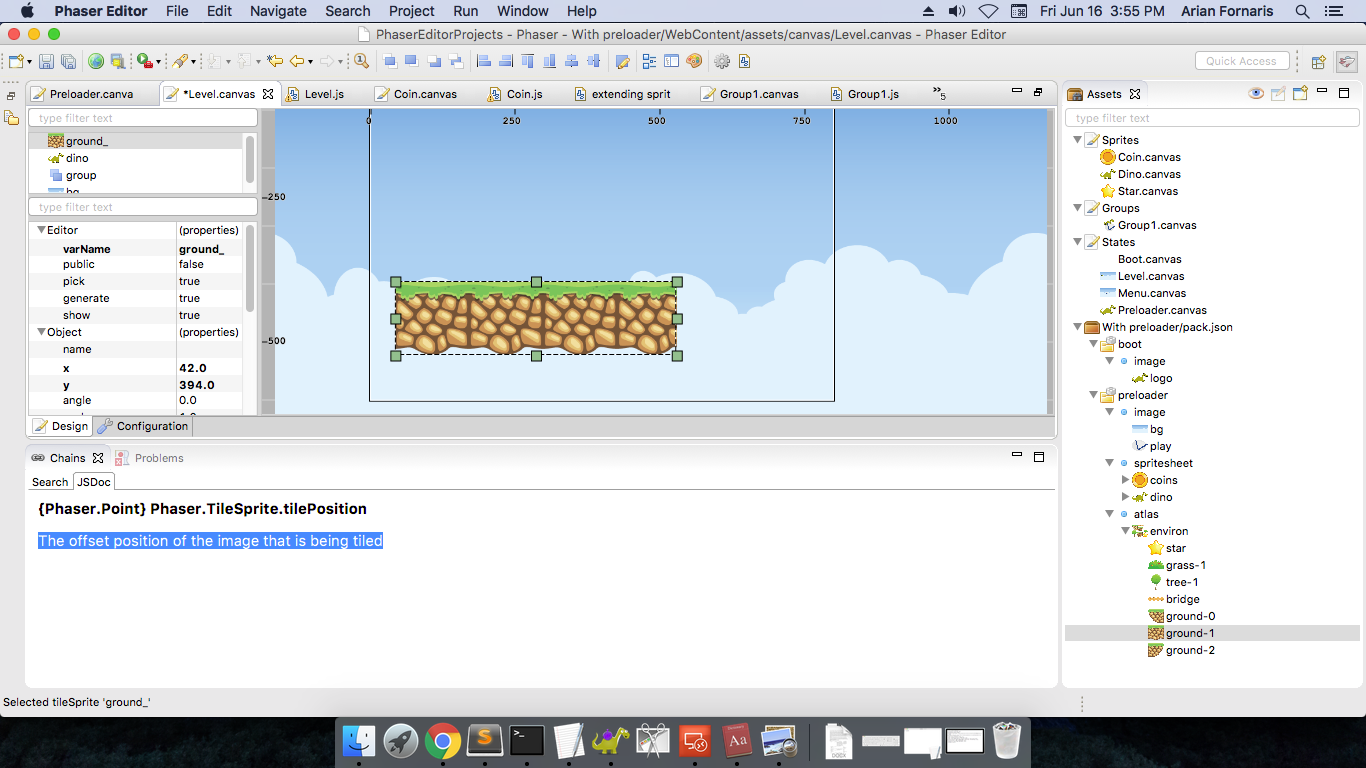 Phaser Editor File Edit Navigate Search Project Run Window Help Fri Jun 16 3:55 PM Arian Fornaris
PhaserEditorProjects - Phaser - With preloader/WebContent/assets/canvas/Level.canvas - Phaser Editor
Quick Access
Preloader.canva *Level.canvas Level.js Coin.canvas Coin.js extending sprit Group1.canvas Group1.js »5
type filter text
ground_
dino
group
bg
type filter text
Editor (properties)
varName ground_
public false
pick true
generate true
show true
Object (properties)
name
x 42.0
y 394.0
angle 0.0
Design Configuration
0 250 500 750 1000
-250
-500
Chains Problems
Search JSDoc
{Phaser.Point} Phaser.TileSprite.tilePosition
The offset position of the image that is being tiled
Assets
type filter text
Sprites
Coin.canvas
Dino.canvas
Star.canvas
Groups
Group1.canvas
States
Boot.canvas
Level.canvas
Menu.canvas
Preloader.canvas
With preloader/pack.json
boot
image
logo
preloader
image
bg
play
spritesheet
coins
dino
atlas
environ
star
grass-1
tree-1
bridge
ground-0
ground-1
ground-2
Selected tileSprite 'ground_'